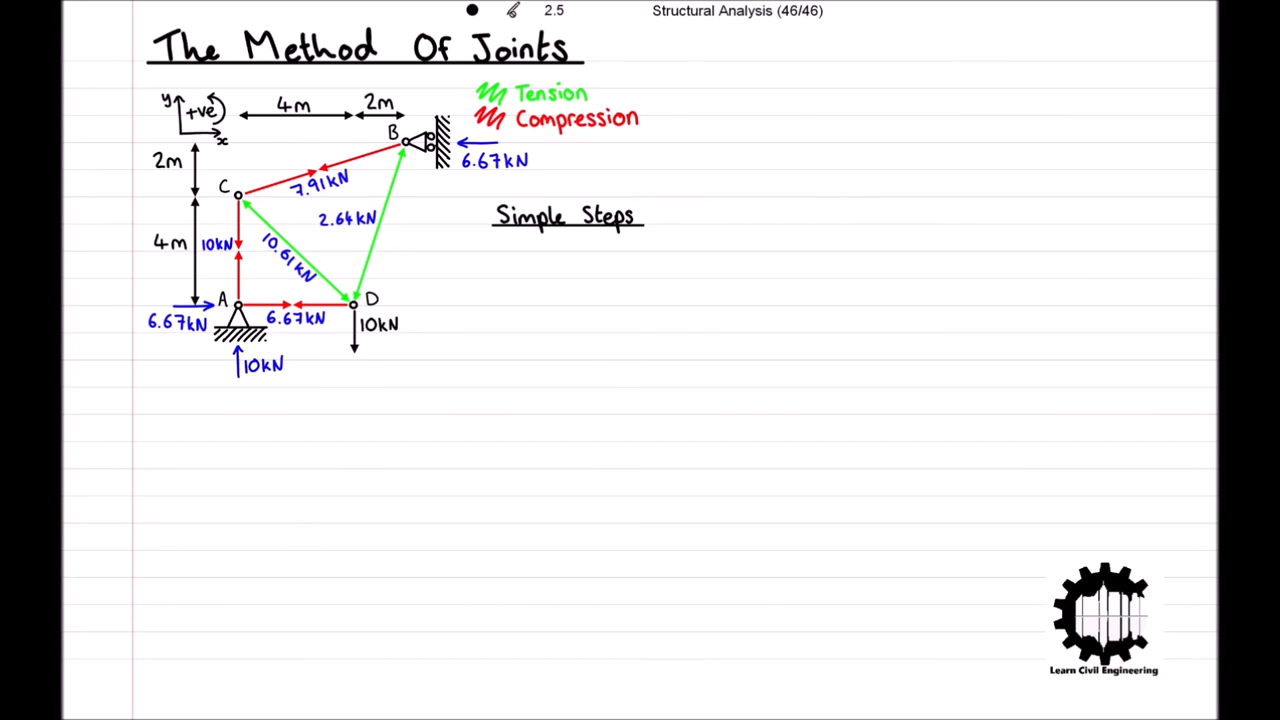 2.5 Structural Analysis (46/46)
The Method Of Joints
Tension
Compression
y +ve x
4m 2m
B
2m
6.67kN
C
7.91kN
Simple Steps
2.64kN
4m 10kN 10.61kN
A D
6.67kN 6.67kN 10kN
10kN
Learn Civil Engineering